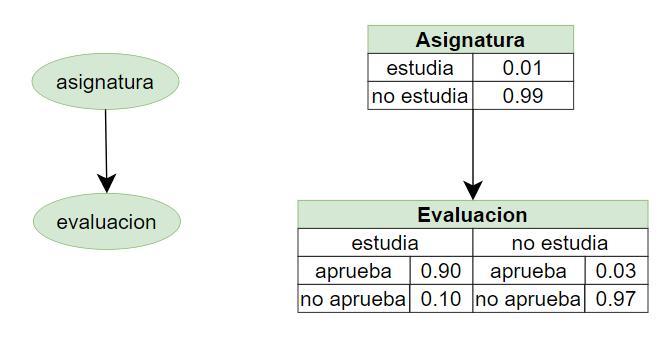 asignatura
evaluacion
Asignatura
estudia 0.01
no estudia 0.99
Evaluacion
estudia no estudia
aprueba 0.90 aprueba 0.03
no aprueba 0.10 no aprueba 0.97